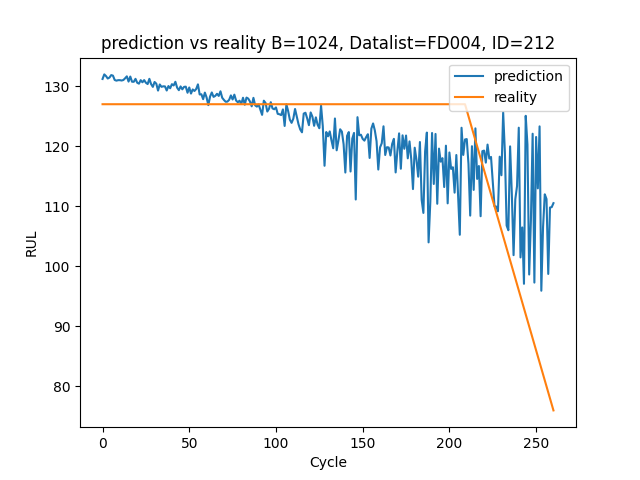 prediction vs reality B=1024, Datalist=FD004, ID=212
prediction
reality
RUL
130
120
110
100
90
80
0
50
100
150
200
250
Cycle